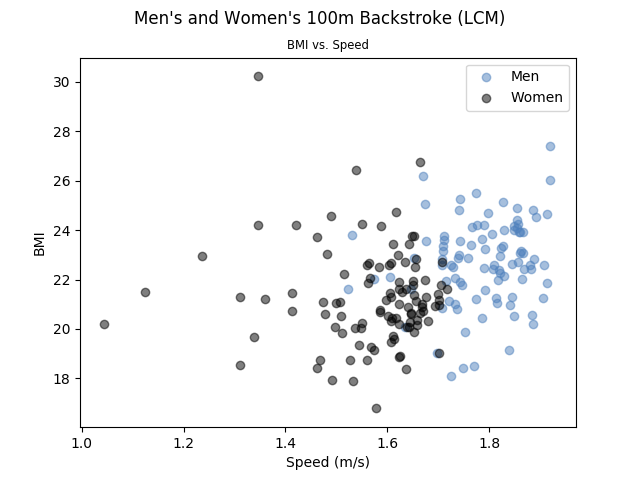 Men's and Women's 100m Backstroke (LCM)
BMI vs. Speed
Men
Women
30
28
26
24
22
20
18
BMI
1.0 1.2 1.4 1.6 1.8
Speed (m/s)